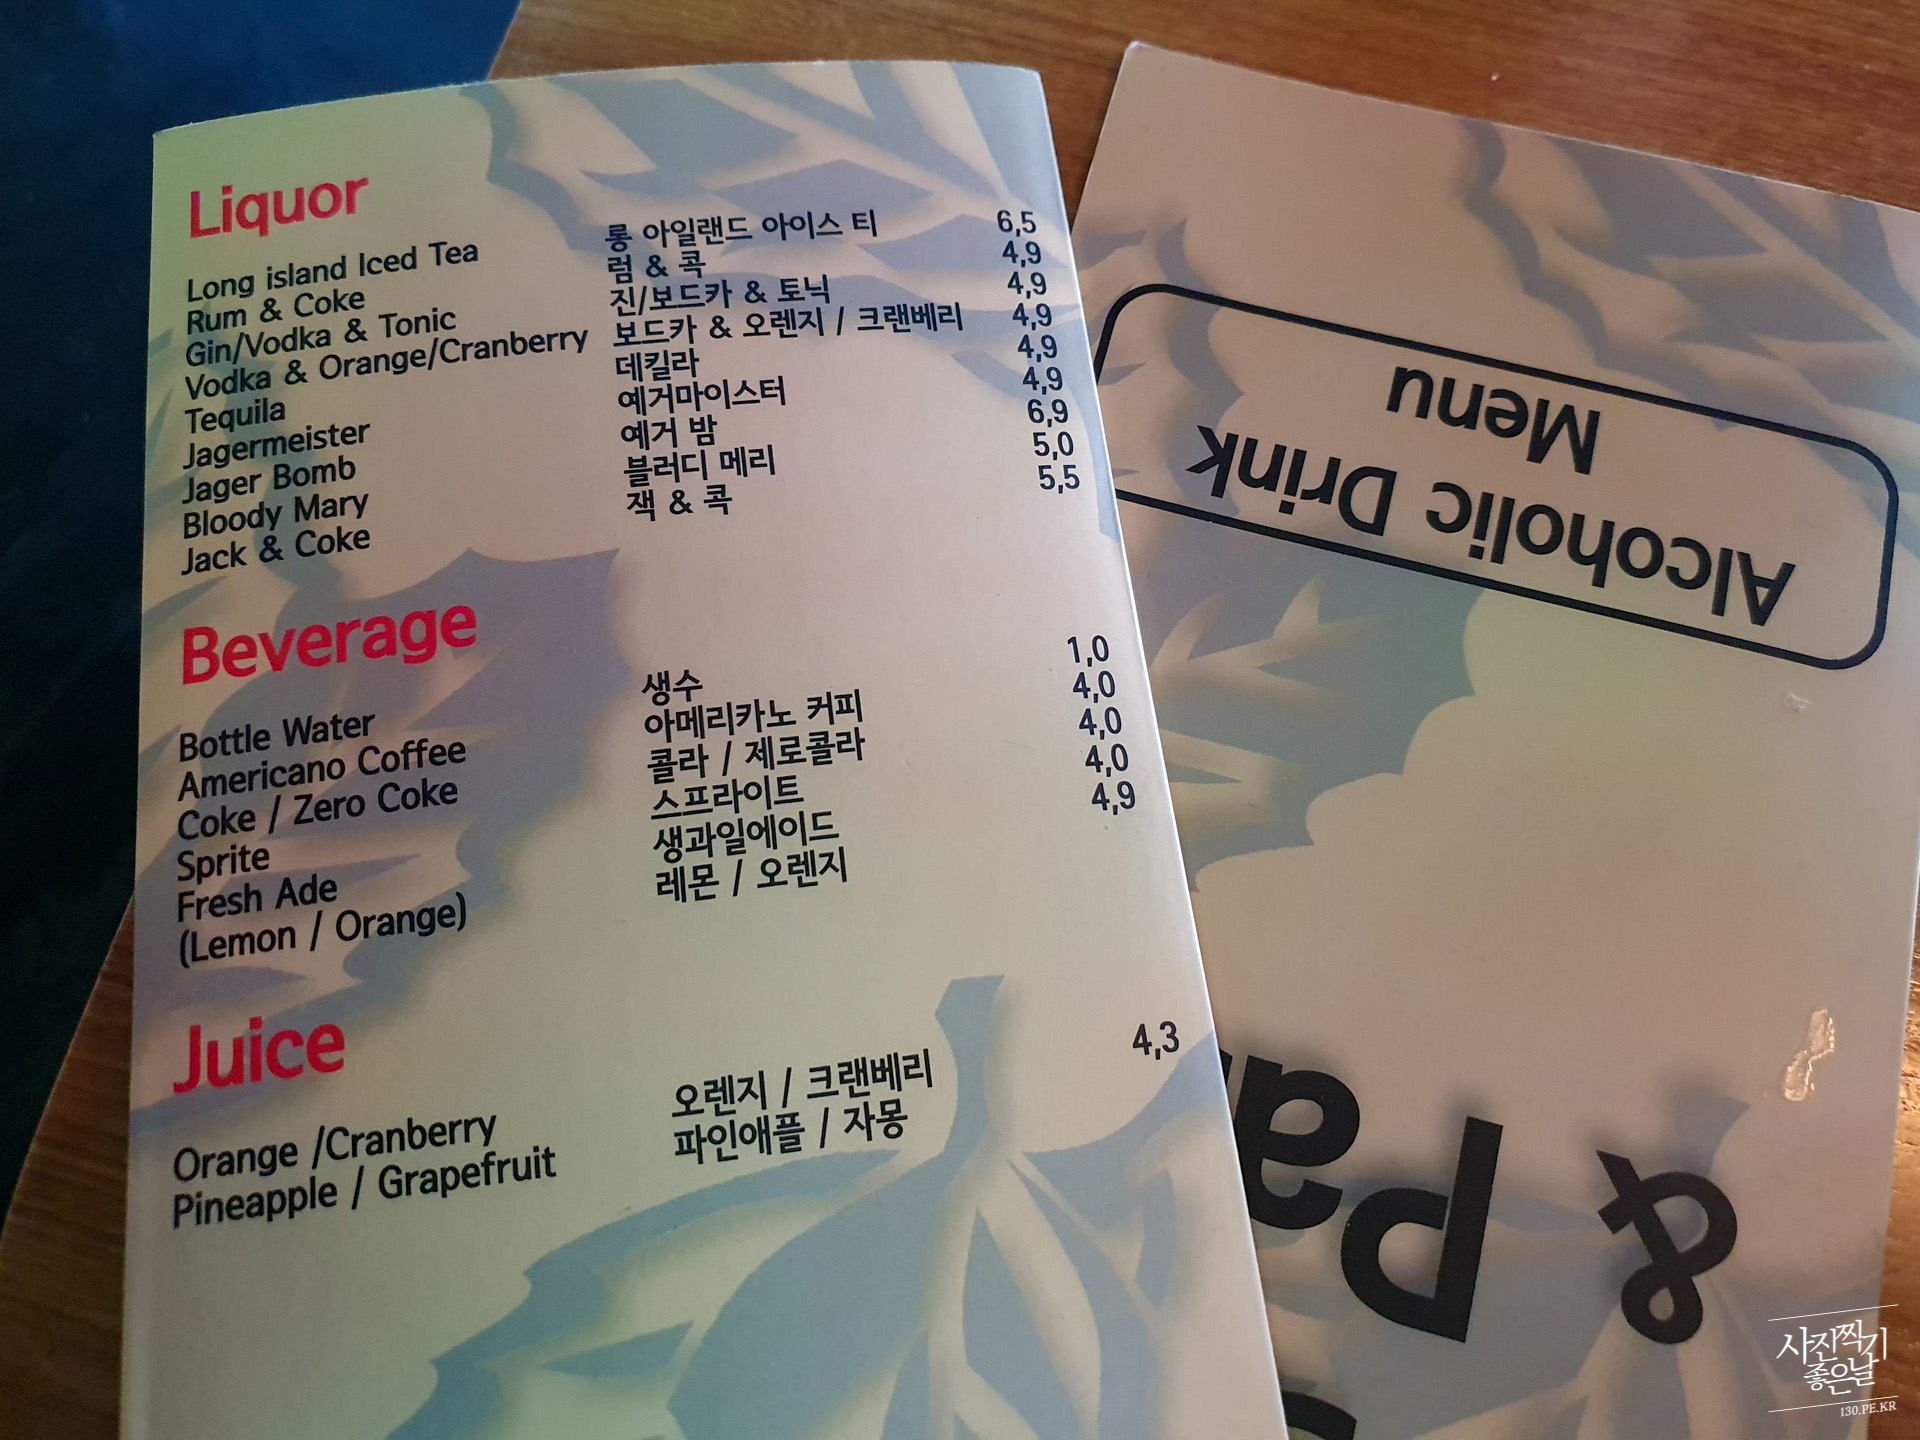 Liquor
Long island Iced Tea 롱 아일랜드 아이스 티 6,5
Rum & Coke 럼 & 콕 4,9
Gin/Vodka & Tonic 진/보드카 & 토닉 4,9
Vodka & Orange/Cranberry 보드카 & 오렌지 / 크랜베리 4,9
Tequila 데킬라 4,9
Jagermeister 예거마이스터 4,9
Jager Bomb 예거 밤 6,9
Bloody Mary 블러디 메리 5,0
Jack & Coke 잭 & 콕 5,5
Beverage
Bottle Water 생수 1,0
Americano Coffee 아메리카노 커피 4,0
Coke / Zero Coke 콜라 / 제로콜라 4,0
Sprite 스프라이트 4,0
Fresh Ade 생과일에이드 4,9
(Lemon / Orange) 레몬 / 오렌지
Juice
Orange /Cranberry 오렌지 / 크랜베리 4,3
Pineapple / Grapefruit 파인애플 / 자몽
Alcoholic Drink
Menu
& Pa
사진찍기
좋은날
130.PE.KR